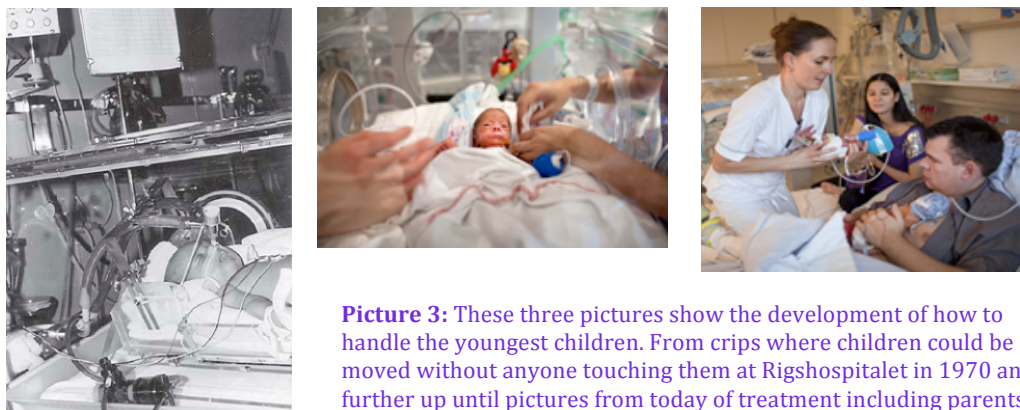 Picture 3: These three pictures show the development of how to
handle the youngest children. From crips where children could be
moved without anyone touching them at Rigshospitalet in 1970 an
further up until pictures from today of treatment including parents